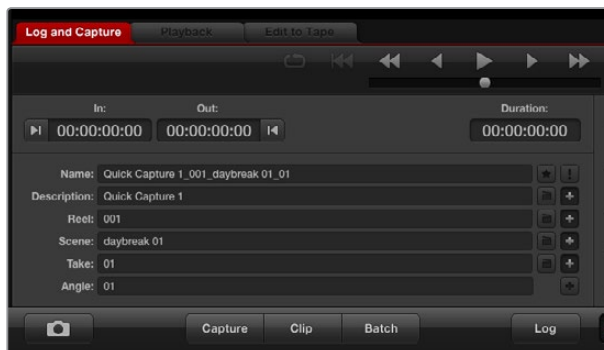 Log and Capture Playback Edit to Tape
In: Out: Duration:
00:00:00:00 00:00:00:00 00:00:00:00
Name: Quick Capture 1_001_daybreak 01_01
Description: Quick Capture 1
Reel: 001
Scene: daybreak 01
Take: 01
Angle: 01
Capture Clip Batch Log